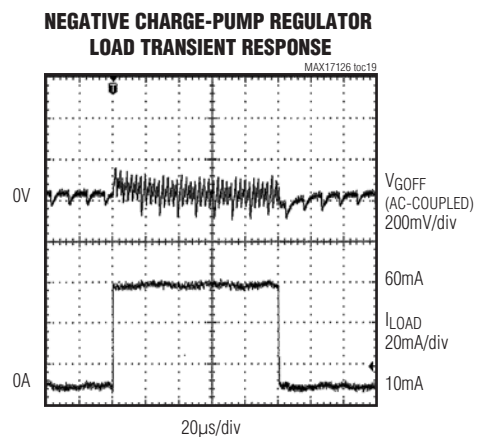 NEGATIVE CHARGE-PUMP REGULATOR
LOAD TRANSIENT RESPONSE
MAX17126 toc19
T
0V
VGOFF
(AC-COUPLED)
200mV/div
60mA
ILOAD
20mA/div
0A
10mA
20µs/div